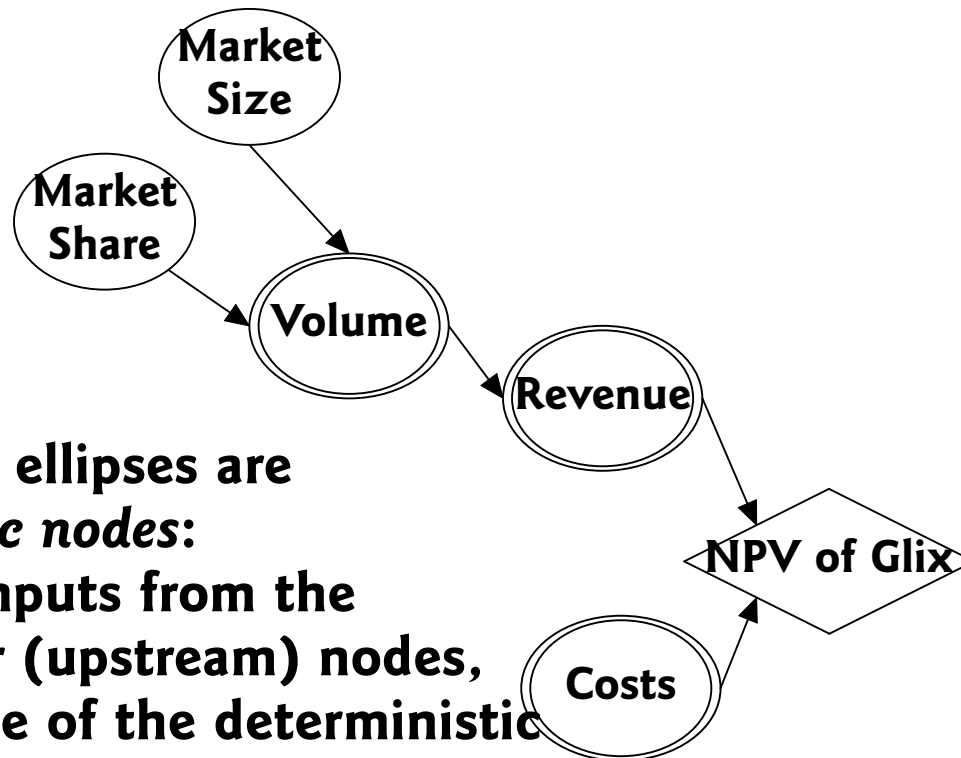 Market
Size
Market
Share
Volume
Revenue
ellipses are
nodes:
from the
(upstream) nodes,
of the deterministic
NPV of Glix
Costs